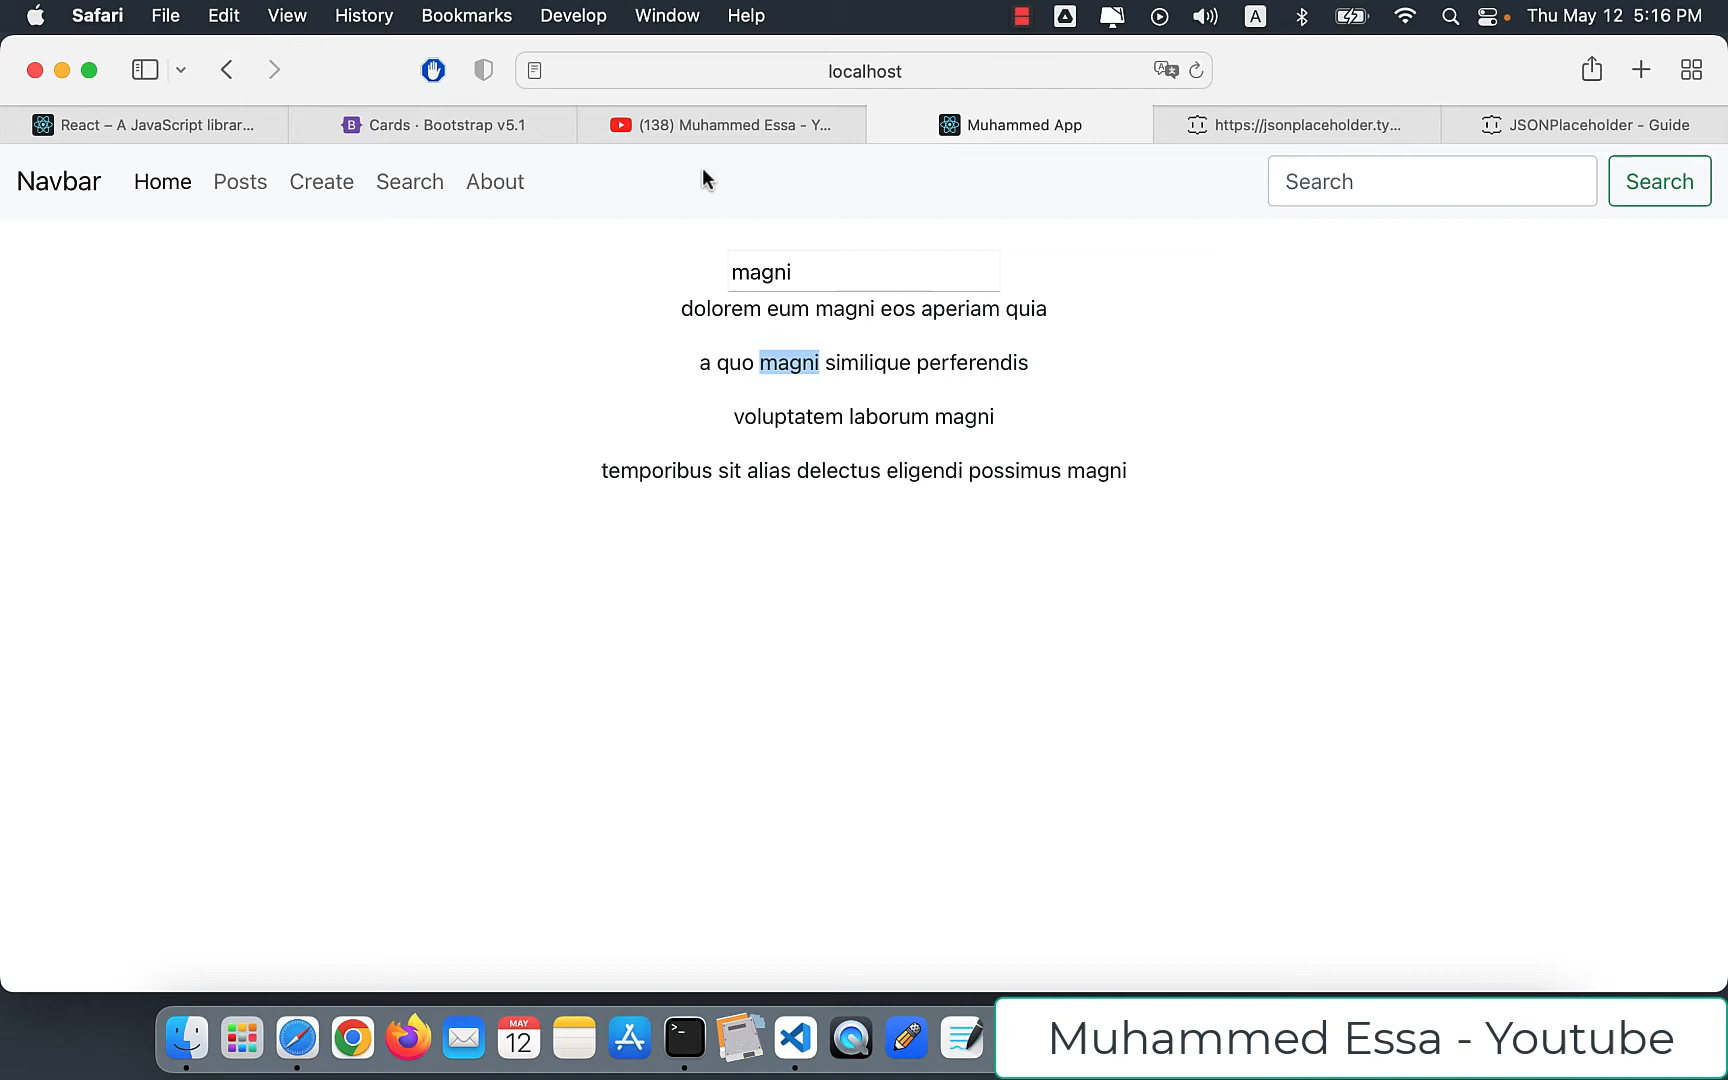 Safari File Edit View History Bookmarks Develop Window Help A Thu May 12 5:16 PM
localhost
React – A JavaScript librar...
B Cards · Bootstrap v5.1
(138) Muhammed Essa - Y...
Muhammed App
https://jsonplaceholder.ty...
JSONPlaceholder - Guide
Navbar Home Posts Create Search About Search Search
magni
dolorem eum magni eos aperiam quia
a quo magni similique perferendis
voluptatem laborum magni
temporibus sit alias delectus eligendi possimus magni
MAY
12
Muhammed Essa - Youtube